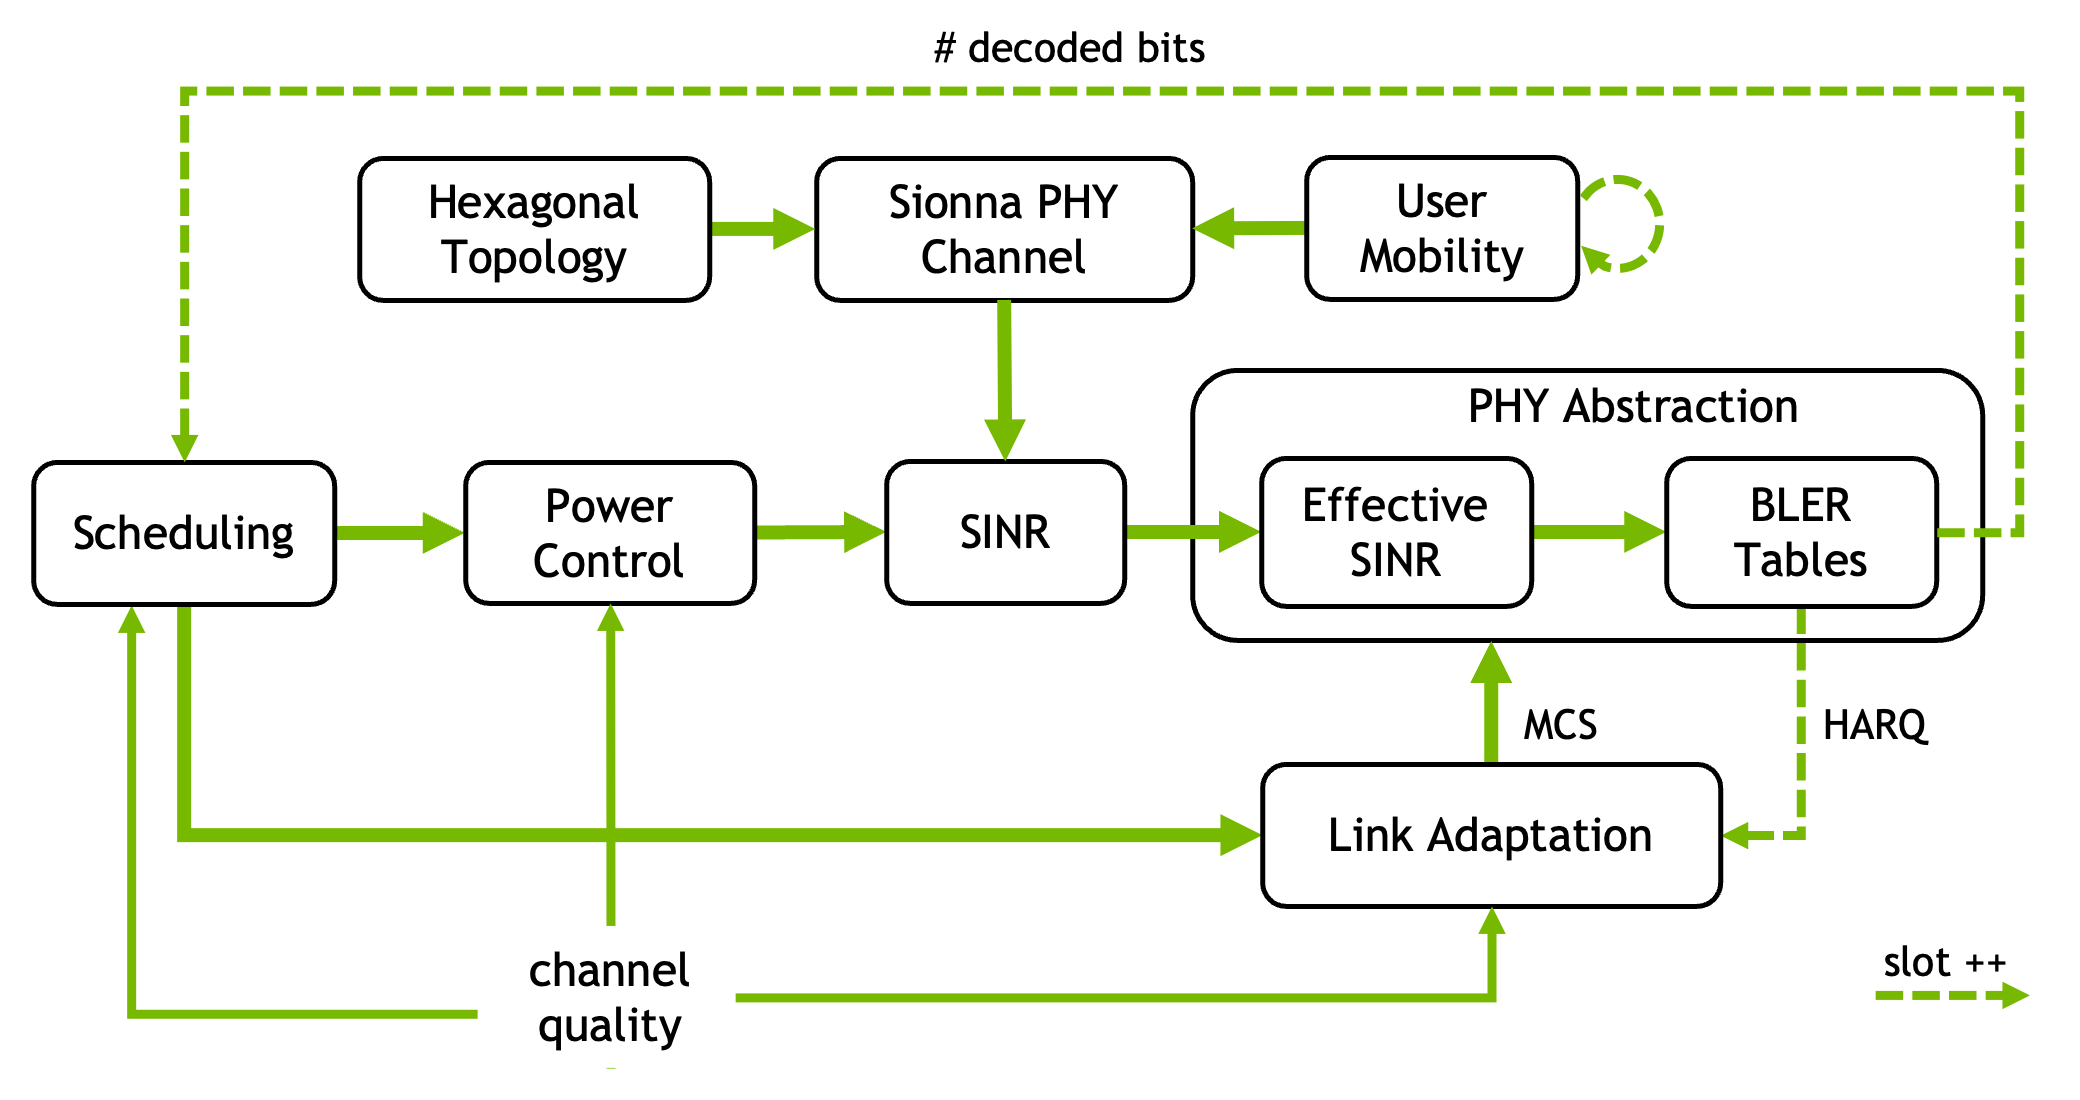 # decoded bits
Hexagonal
Topology
Sionna PHY
Channel
User
Mobility
PHY Abstraction
Scheduling
Power
Control
SINR
Effective
SINR
BLER
Tables
MCS
HARQ
Link Adaptation
channel
quality
slot ++